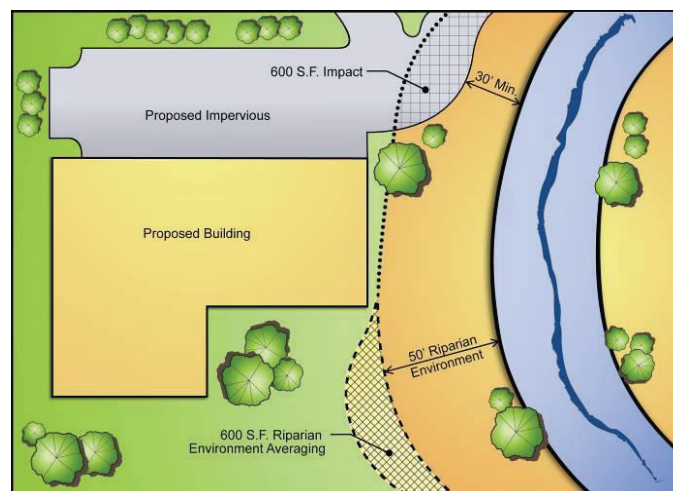 600 S.F. Impact
30' Min.
Proposed Impervious
Proposed Building
50' Riparian
Environment
600 S.F. Riparian
Environment Averaging